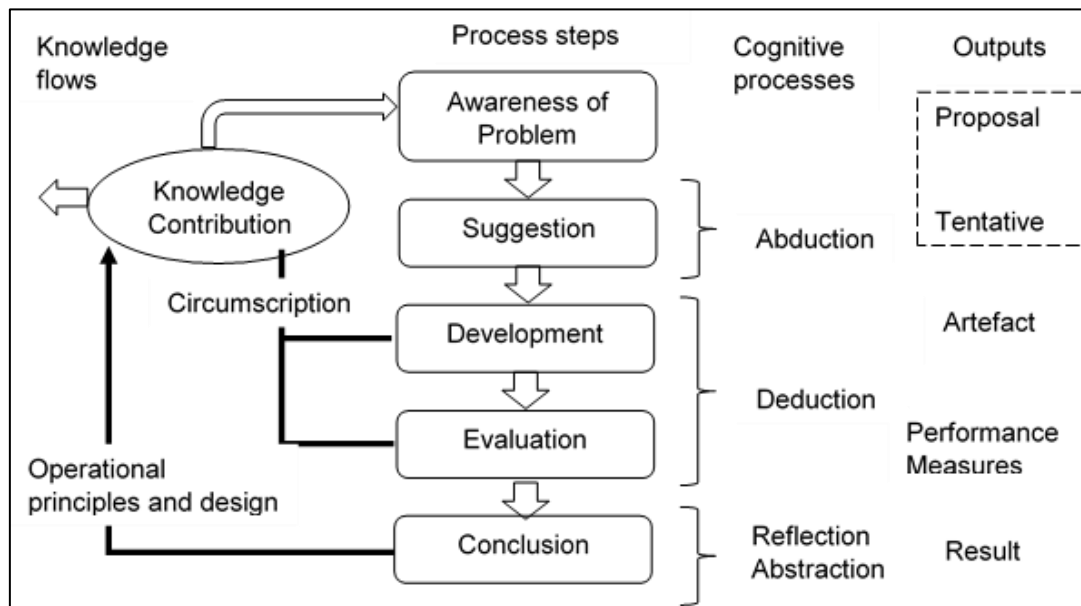 Knowledge
flows
Process steps
Cognitive
processes
Outputs
Awareness of
Problem
Proposal
Knowledge
Contribution
Suggestion
Abduction
Tentative
Circumscription
Development
Artefact
Deduction
Evaluation
Performance
Measures
Operational
principles and design
Conclusion
Reflection
Abstraction
Result